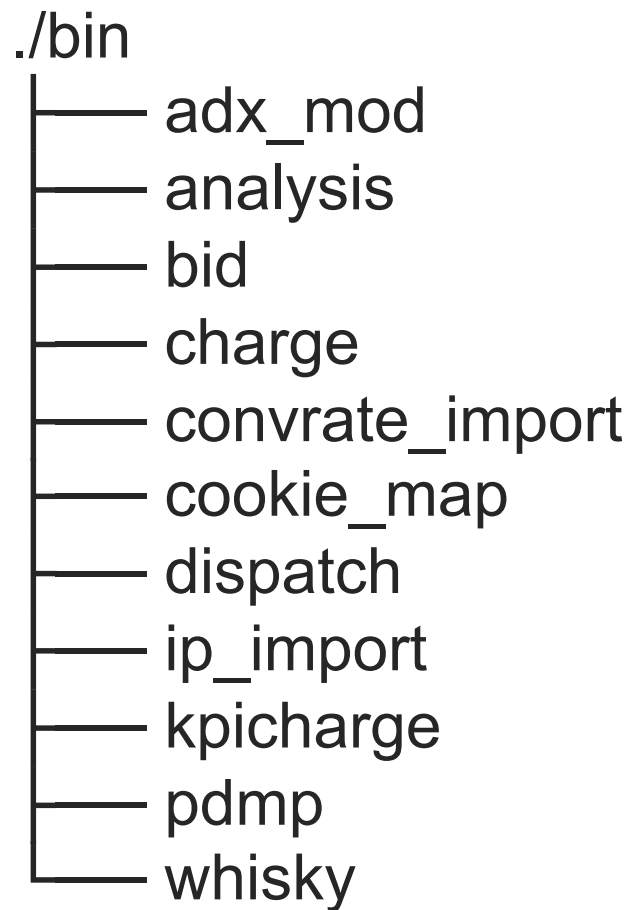 ./bin
adx_mod
analysis
bid
charge
convrate_import
cookie_map
dispatch
ip_import
kpicharge
pdmp
whisky